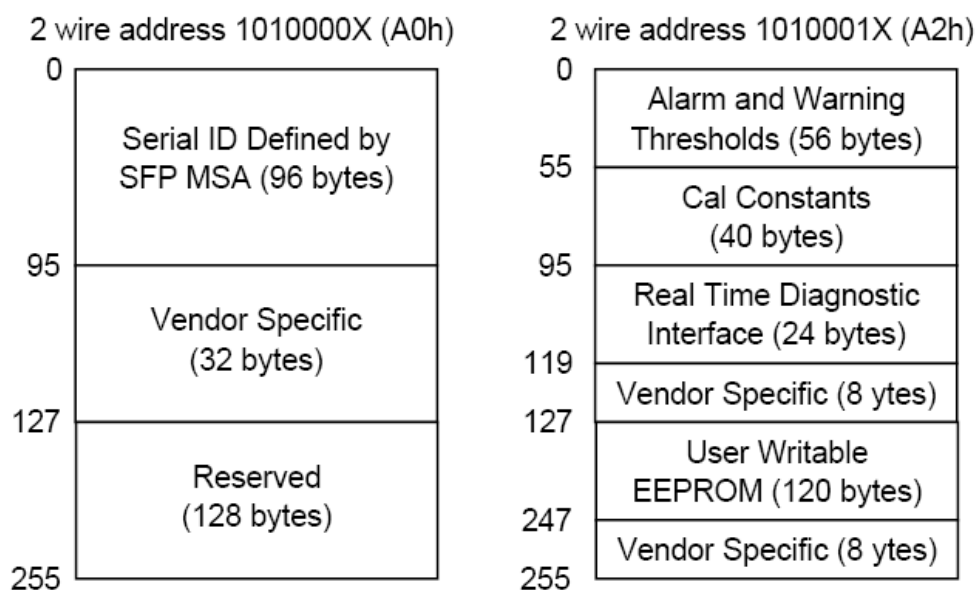 2 wire address 1010000X (A0h)
0
Serial ID Defined by
SFP MSA (96 bytes)
95
Vendor Specific
(32 bytes)
127
Reserved
(128 bytes)
255
2 wire address 1010001X (A2h)
0
Alarm and Warning
Thresholds (56 bytes)
55
Cal Constants
(40 bytes)
95
Real Time Diagnostic
Interface (24 bytes)
119
Vendor Specific (8 ytes)
127
User Writable
EEPROM (120 bytes)
247
Vendor Specific (8 ytes)
255